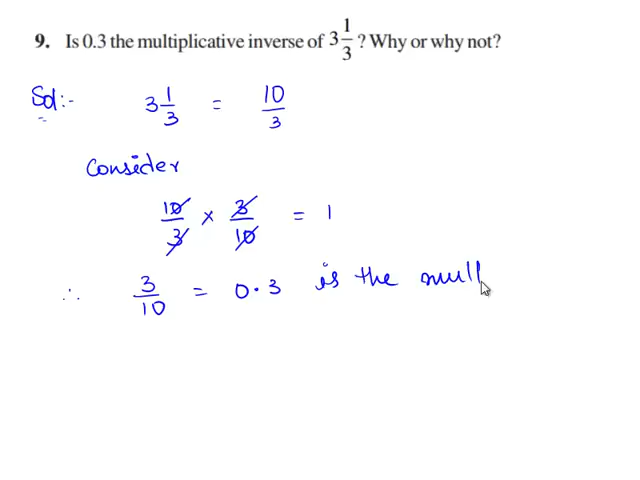 9. Is 0.3 the multiplicative inverse of 3 1/3 ? Why or why not?
Sol:- 3 1/3 = 10/3
Consider
10/3 × 3/10 = 1
∴ 3/10 = 0.3 is the mul